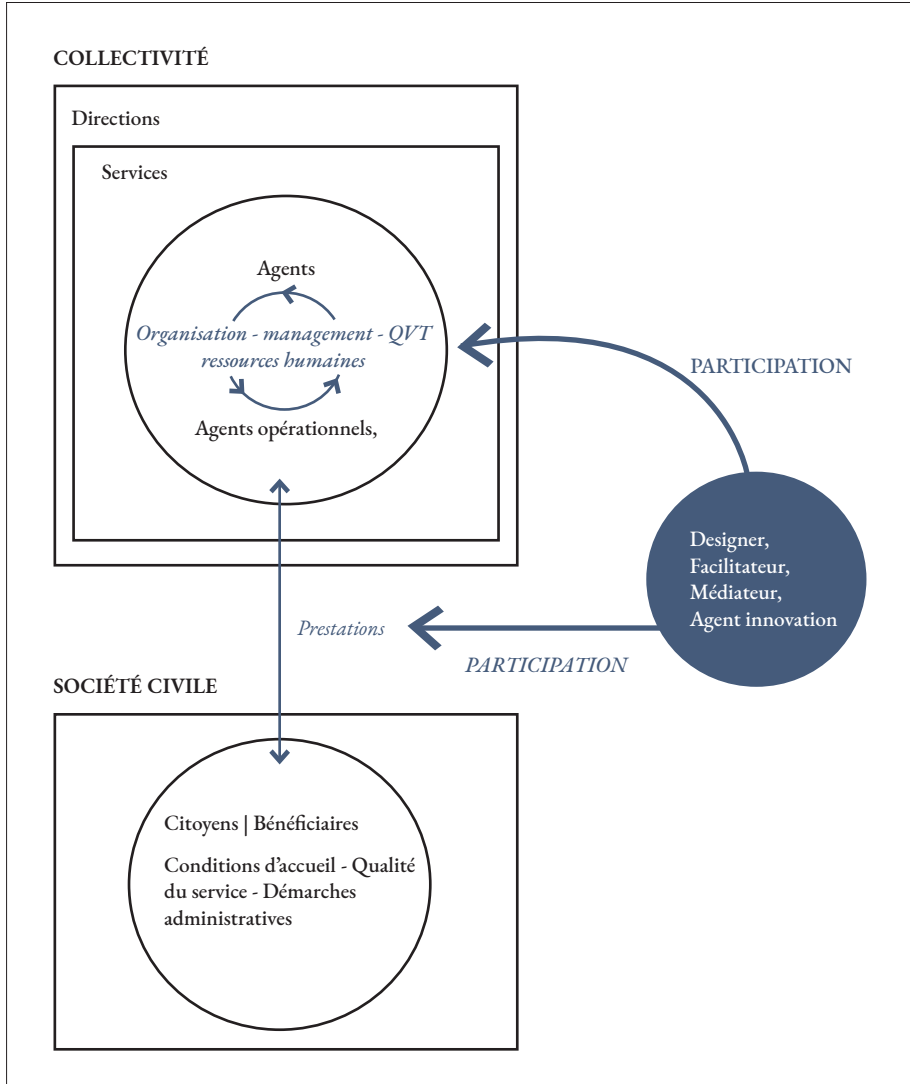 COLLECTIVITÉ
Directions
Services
Agents
Organisation - management - QVT
ressources humaines
Agents opérationnels,
PARTICIPATION
Designer,
Facilitateur,
Médiateur,
Agent innovation
Prestations
PARTICIPATION
SOCIÉTÉ CIVILE
Citoyens | Bénéficiaires
Conditions d’accueil - Qualité
du service - Démarches
administratives